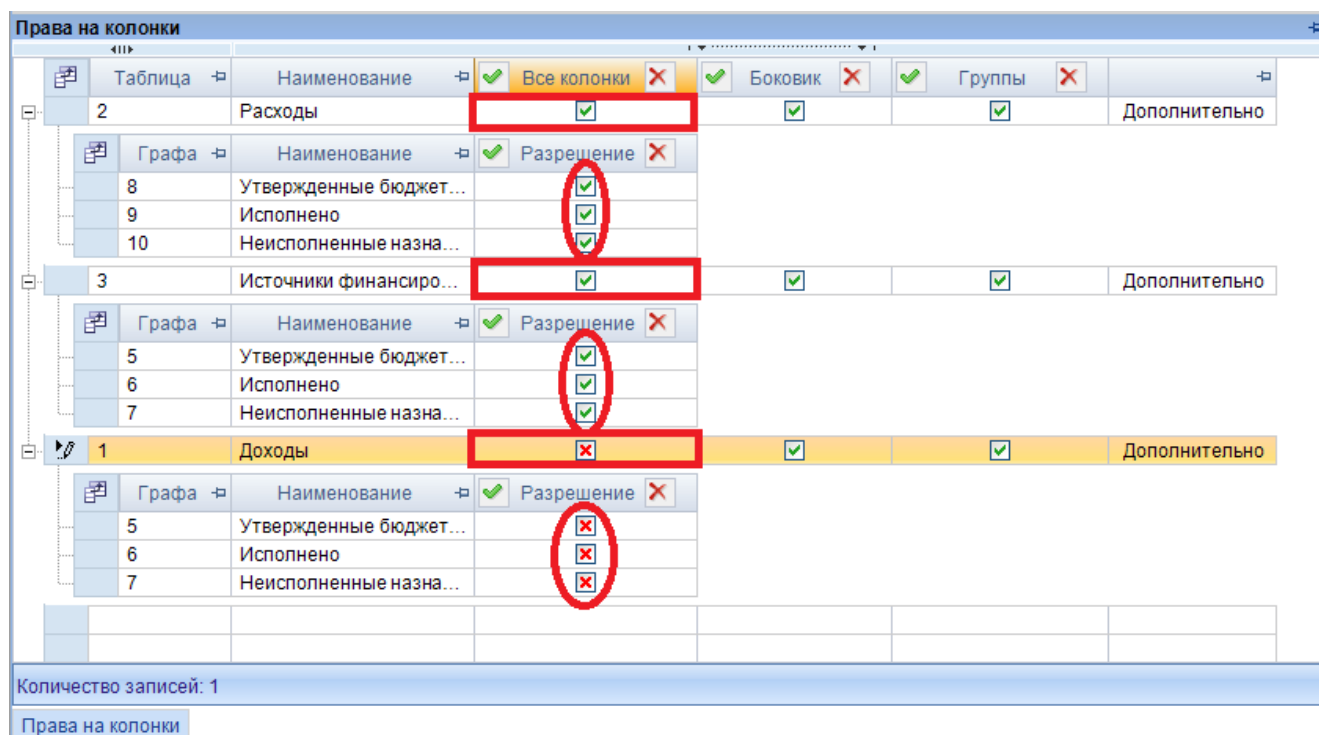 Права на колонки
Таблица Наименование Все колонки Боковик Группы
2 Расходы Дополнительно
Графа Наименование Разрешение
8 Утвержденные бюджет...
9 Исполнено
10 Неисполненные назна...
3 Источники финансиро... Дополнительно
Графа Наименование Разрешение
5 Утвержденные бюджет...
6 Исполнено
7 Неисполненные назна...
1 Доходы Дополнительно
Графа Наименование Разрешение
5 Утвержденные бюджет...
6 Исполнено
7 Неисполненные назна...
Количество записей: 1
Права на колонки